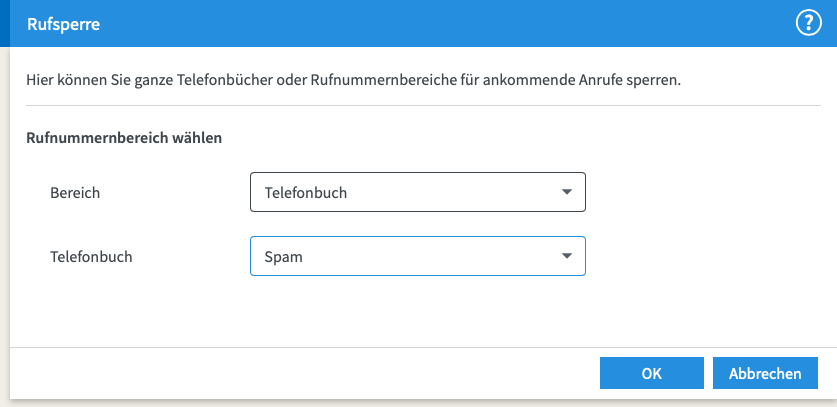 Rufsperre
?
Hier können Sie ganze Telefonbücher oder Rufnummernbereiche für ankommende Anrufe sperren.
Rufnummernbereich wählen
Bereich Telefonbuch
Telefonbuch Spam
OK Abbrechen